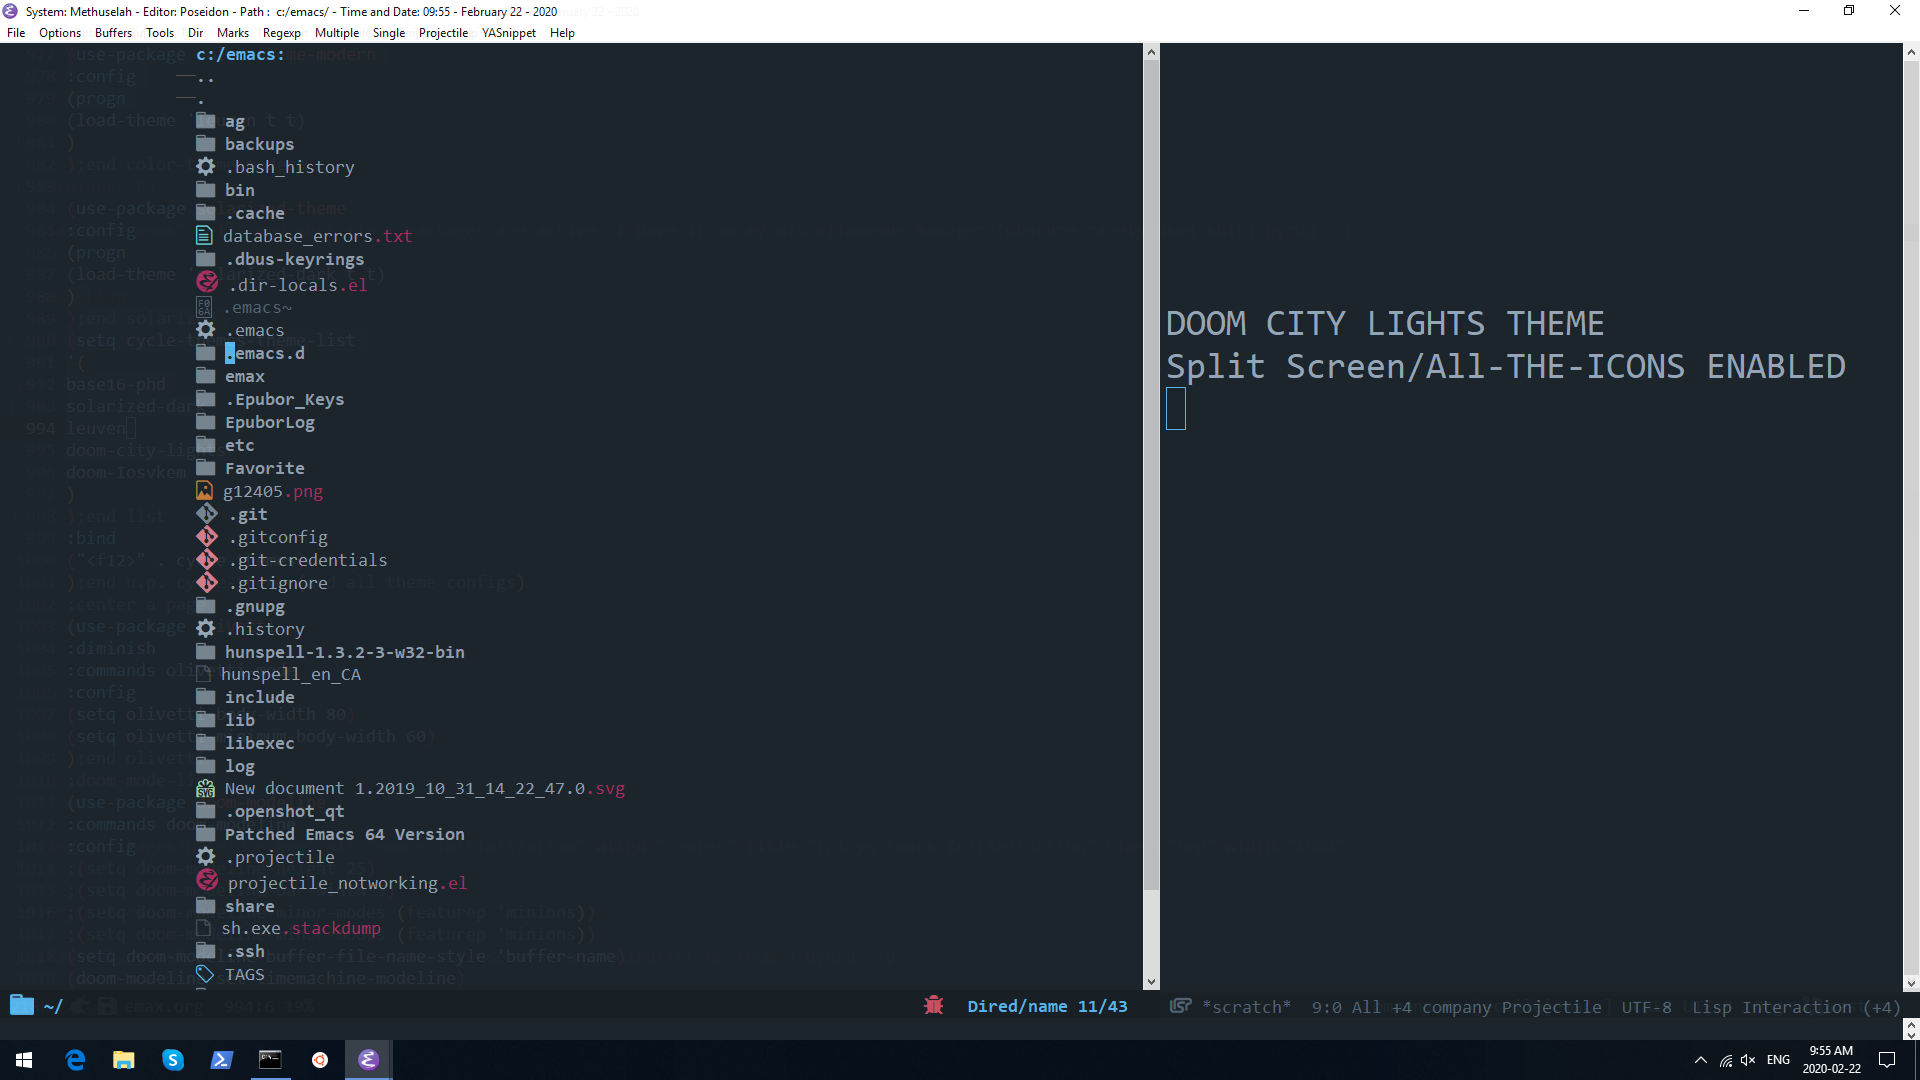 System: Methuselah - Editor: Poseidon - Path : c:/emacs/ - Time and Date: 09:55 - February 22 - 2020
File Options Buffers Tools Dir Marks Regexp Multiple Single Projectile YASnippet Help
c:/emacs:
..
.
ag
backups
.bash_history
bin
.cache
database_errors.txt
.dbus-keyrings
.dir-locals.el
.emacs~
.emacs
.emacs.d
emax
.Epubor_Keys
EpuborLog
etc
Favorite
g12405.png
.git
.gitconfig
.git-credentials
.gitignore
.gnupg
.history
hunspell-1.3.2-3-w32-bin
hunspell_en_CA
include
lib
libexec
log
New document 1.2019_10_31_14_22_47.0.svg
.openshot_qt
Patched Emacs 64 Version
.projectile
projectile_notworking.el
share
sh.exe.stackdump
.ssh
TAGS
~/ Dired/name 11/43
DOOM CITY LIGHTS THEME
Split Screen/All-THE-ICONS ENABLED
*scratch* 9:0 All +4 company Projectile UTF-8 Lisp Interaction (+4)
ENG
9:55 AM
2020-02-22